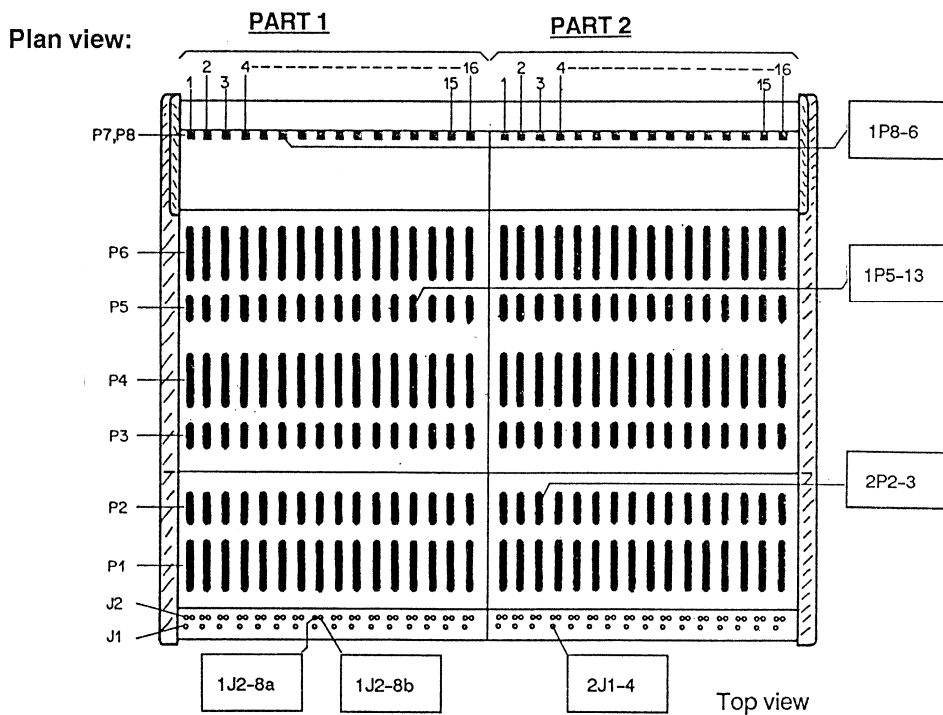 Plan view:
PART 1
PART 2
1 2 3 4 15 16
1 2 3 4 15 16
P7,P8
1P8-6
P6
P5
1P5-13
P4
P3
P2
2P2-3
P1
J2
J1
1J2-8a
1J2-8b
2J1-4
Top view